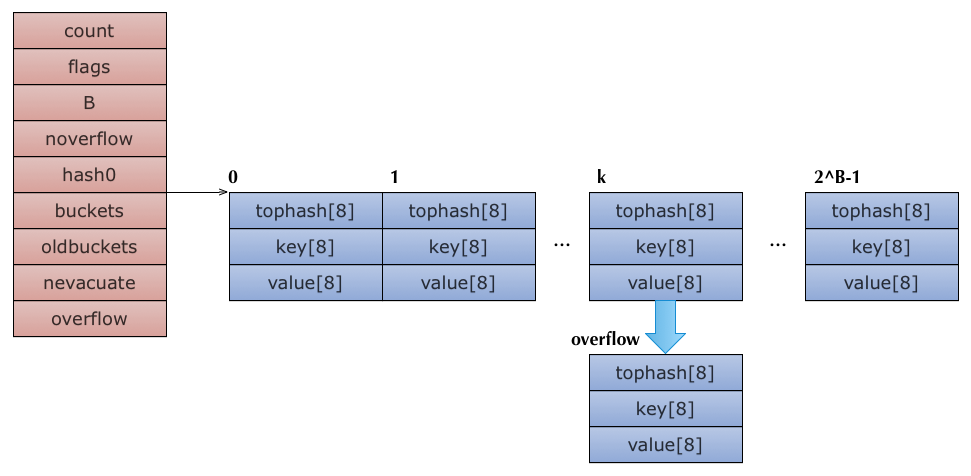 count
flags
B
noverflow
hash0
buckets
oldbuckets
nevacuate
overflow
0 1 k 2^B-1
tophash[8] tophash[8] tophash[8] tophash[8]
key[8] key[8] ... key[8] ... key[8]
value[8] value[8] value[8] value[8]
overflow
tophash[8]
key[8]
value[8]